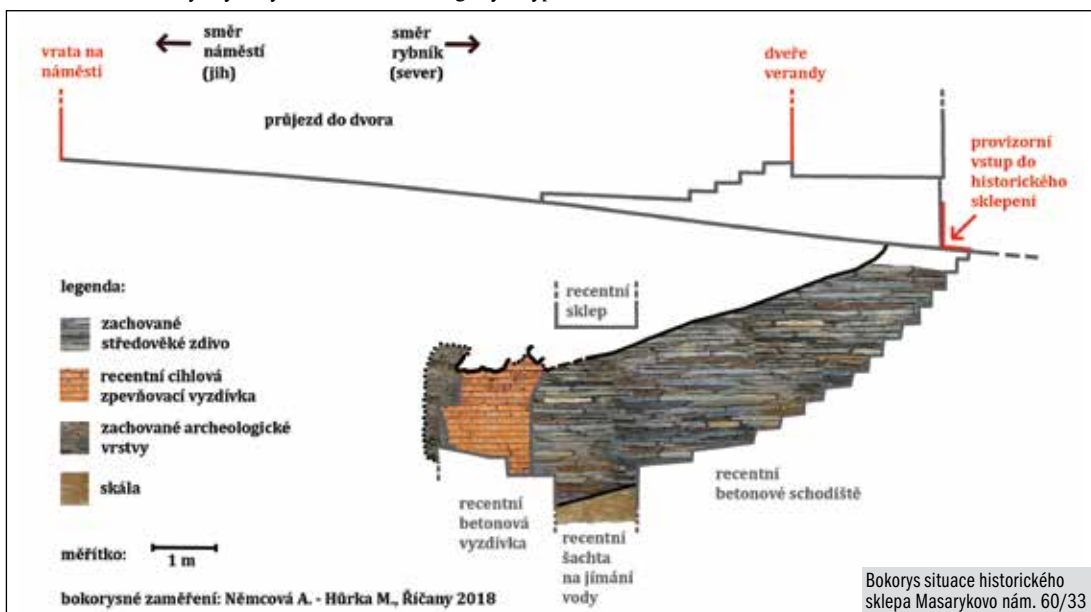 vrata na
náměstí
směr
náměstí
(jih)
směr
rybník
(sever)
průjezd do dvora
dveře
verandy
provizorní
vstup do
historického
sklepení
legenda:
zachované
středověké zdivo
recentní cihlová
zpevňovací vyzdívka
zachované archeologické
vrstvy
skála
měřítko:
1 m
recentní
sklep
recentní
betonová
vyzdívka
recentní
šachta
na jímání
vody
recentní
betonové schodiště
bokorysné zaměření: Němcová A. - Hůrka M., Říčany 2018
Bokorys situace historického
sklepa Masarykovo nám. 60/33